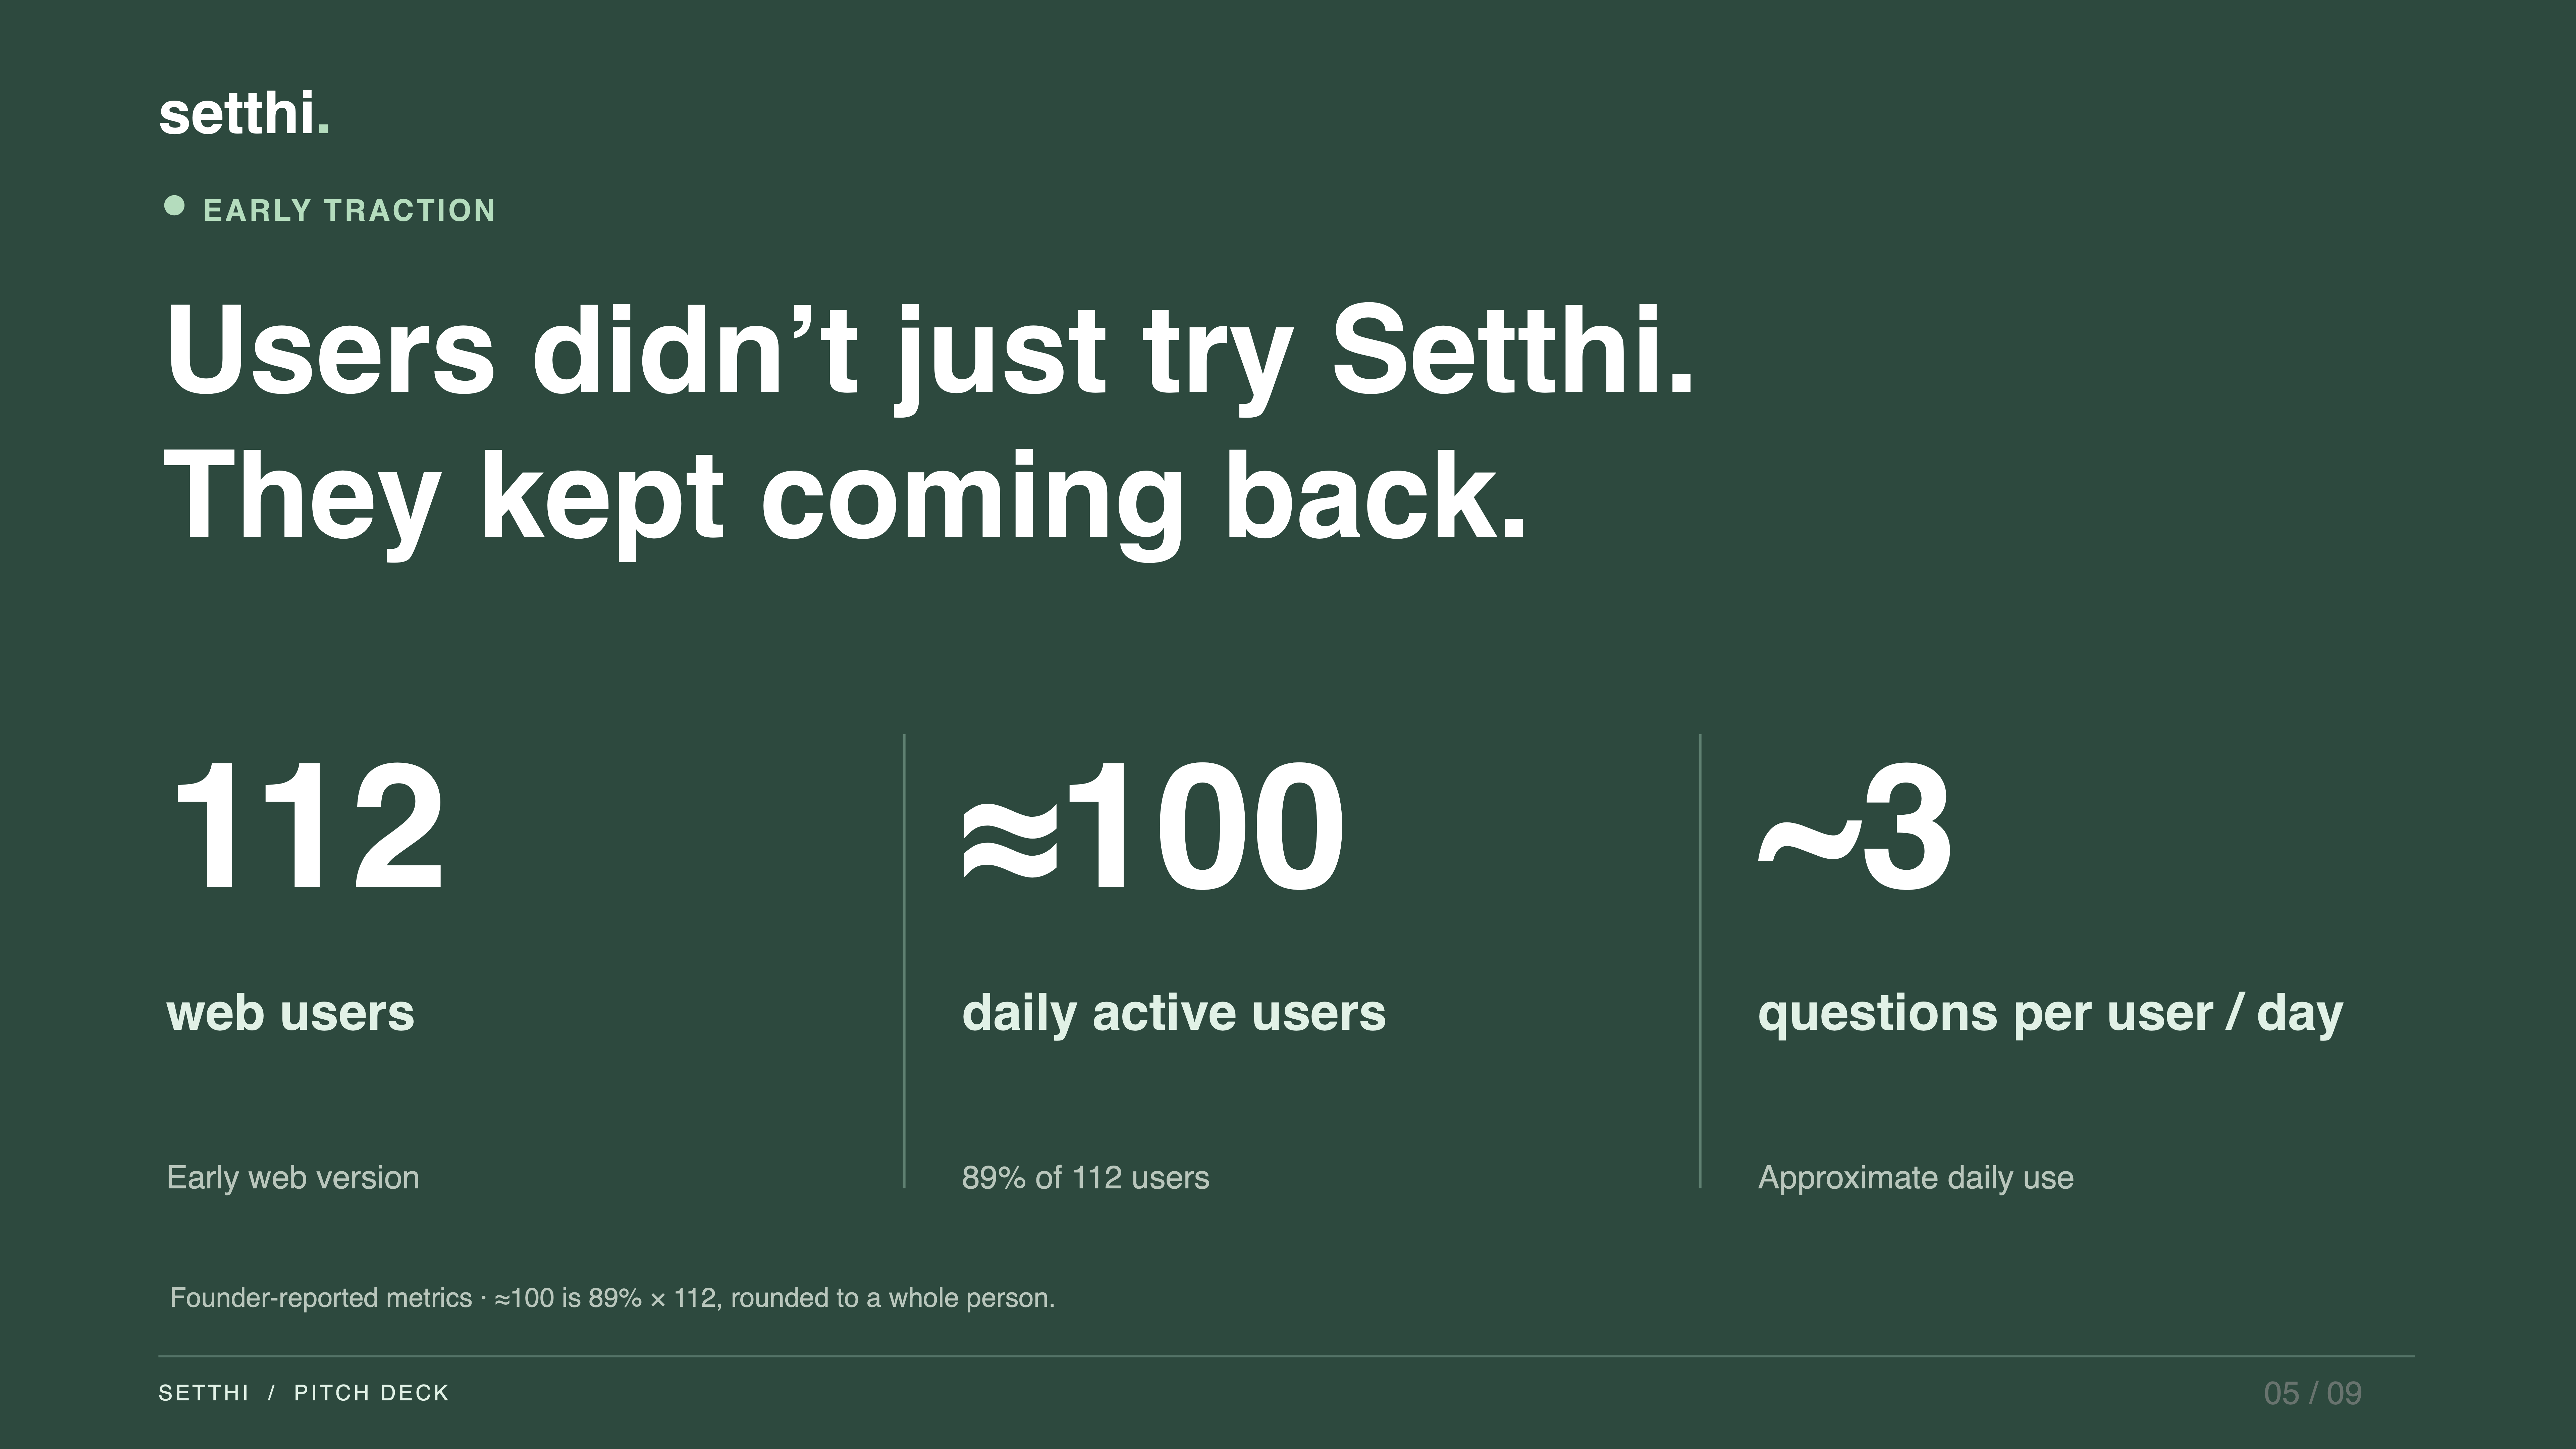 setthi.
EARLY TRACTION
Users didn’t just try Setthi.
They kept coming back.
112
web users
Early web version
≈100
daily active users
89% of 112 users
~3
questions per user / day
Approximate daily use
Founder-reported metrics · ≈100 is 89% × 112, rounded to a whole person.
SETTHI / PITCH DECK
05 / 09